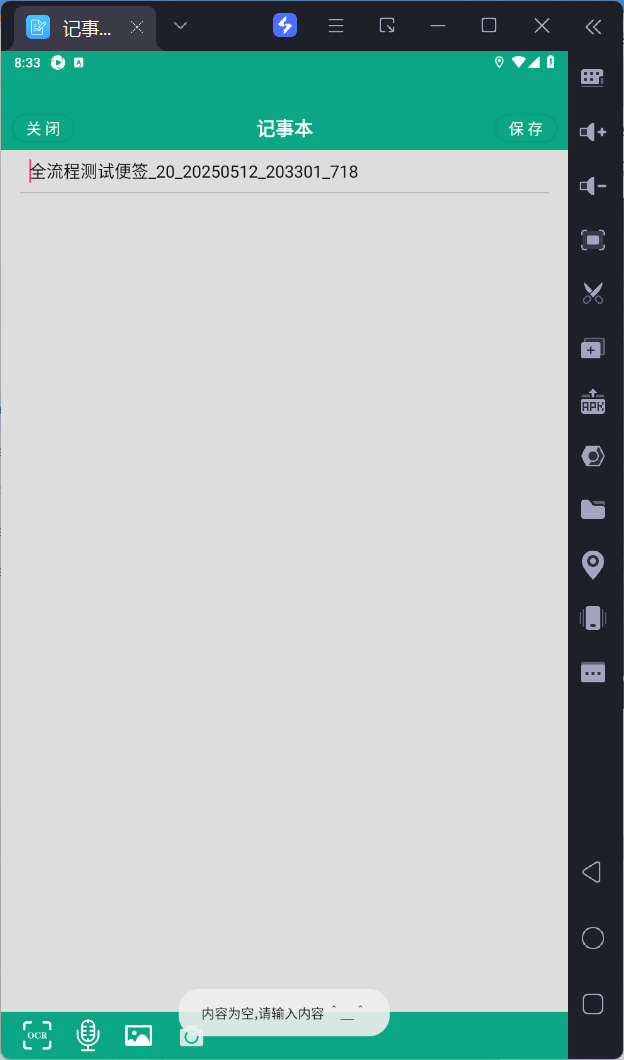 记事...
8:33
A
关 闭
记事本
保 存
全流程测试便签_20_20250512_203301_718
APK
内容为空,请输入内容 ＾__＾
OCR